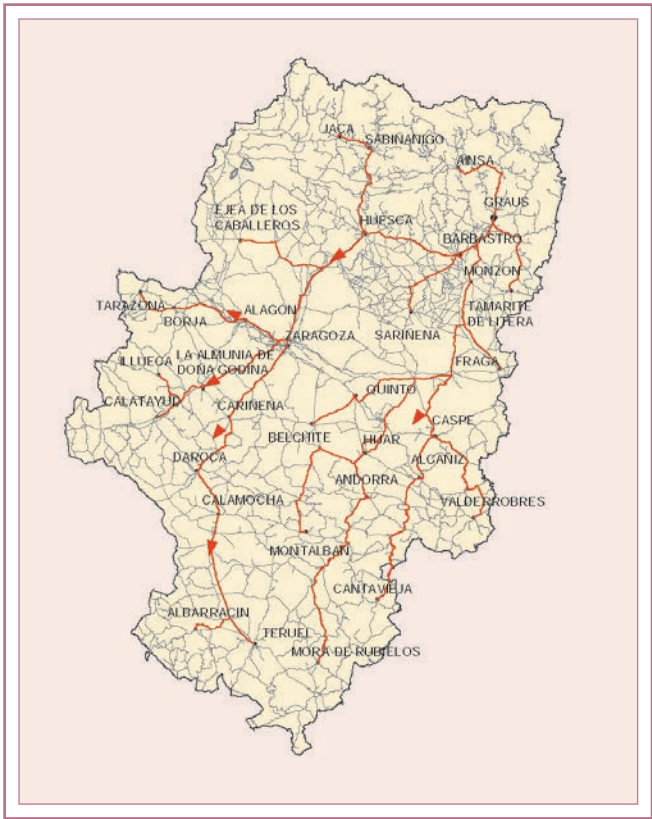 JACA
SABIÑANIGO
AINSA
GRAUS
EJEA DE LOS
CABALLEROS
HUESCA
BARBASTRO
MONZON
TARAZONA
BORJA
ALAGON
TAMARITE
DE LITERA
ZARAGOZA
SARIÑENA
ILLUECA
LA ALMUNIA DE
DOÑA GODINA
FRAGA
CALATAYUD
CARIÑENA
QUINTO
CASPE
BELCHITE
HIJAR
DAROCA
ALCAÑIZ
ANDORRA
CALAMOCHA
VALDERROBRES
MONTALBAN
CANTAVIEJA
ALBARRACIN
TERUEL
MORA DE RUBIELOS